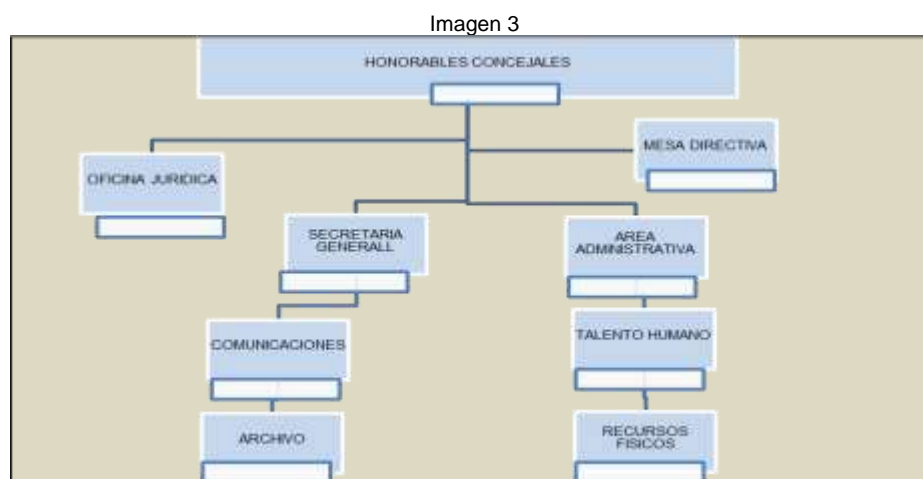 Imagen 3
HONORABLES CONCEJALES
MESA DIRECTIVA
OFICINA JURIDICA
SECRETARIA
GENERALL
AREA
ADMINISTRATIVA
COMUNICACIONES
TALENTO HUMANO
ARCHIVO
RECURSOS
FISICOS